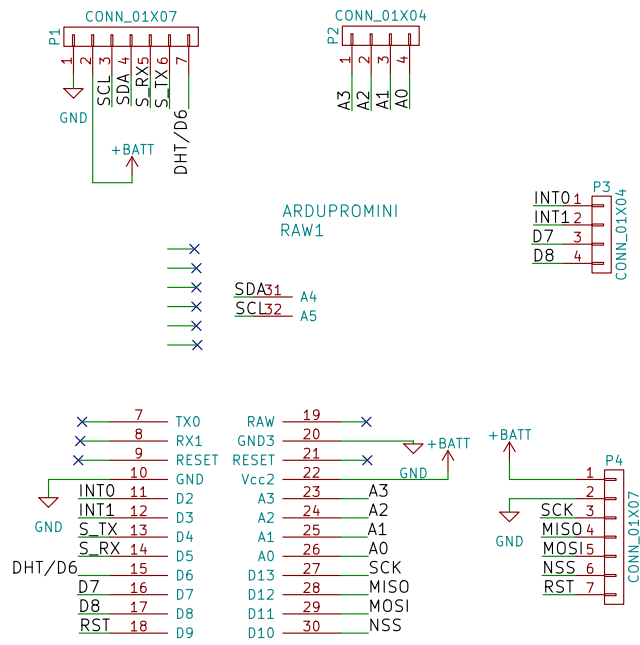 CONN_01X07
P1
1 2 3 4 5 6 7
SCL
SDA
S_RX
S_TX
DHT/D6
GND
+BATT
CONN_01X04
P2
1 2 3 4
A3
A2
A1
A0
P3
CONN_01X04
INT0 1
INT1 2
D7 3
D8 4
ARDUPROMINI
RAW1
SDA 31 A4
SCL 32 A5
7 TX0
8 RX1
9 RESET
10 GND
GND
INT0 11 D2
INT1 12 D3
S_TX 13 D4
S_RX 14 D5
DHT/D6 15 D6
D7 16 D7
D8 17 D8
RST 18 D9
RAW 19
GND3 20
RESET 21
Vcc2 22
+BATT
GND
A3 23 A3
A2 24 A2
A1 25 A1
A0 26 A0
D13 27 SCK
D12 28 MISO
D11 29 MOSI
D10 30 NSS
+BATT
P4
CONN_01X07
GND
1
2
SCK 3
MISO 4
MOSI 5
NSS 6
RST 7